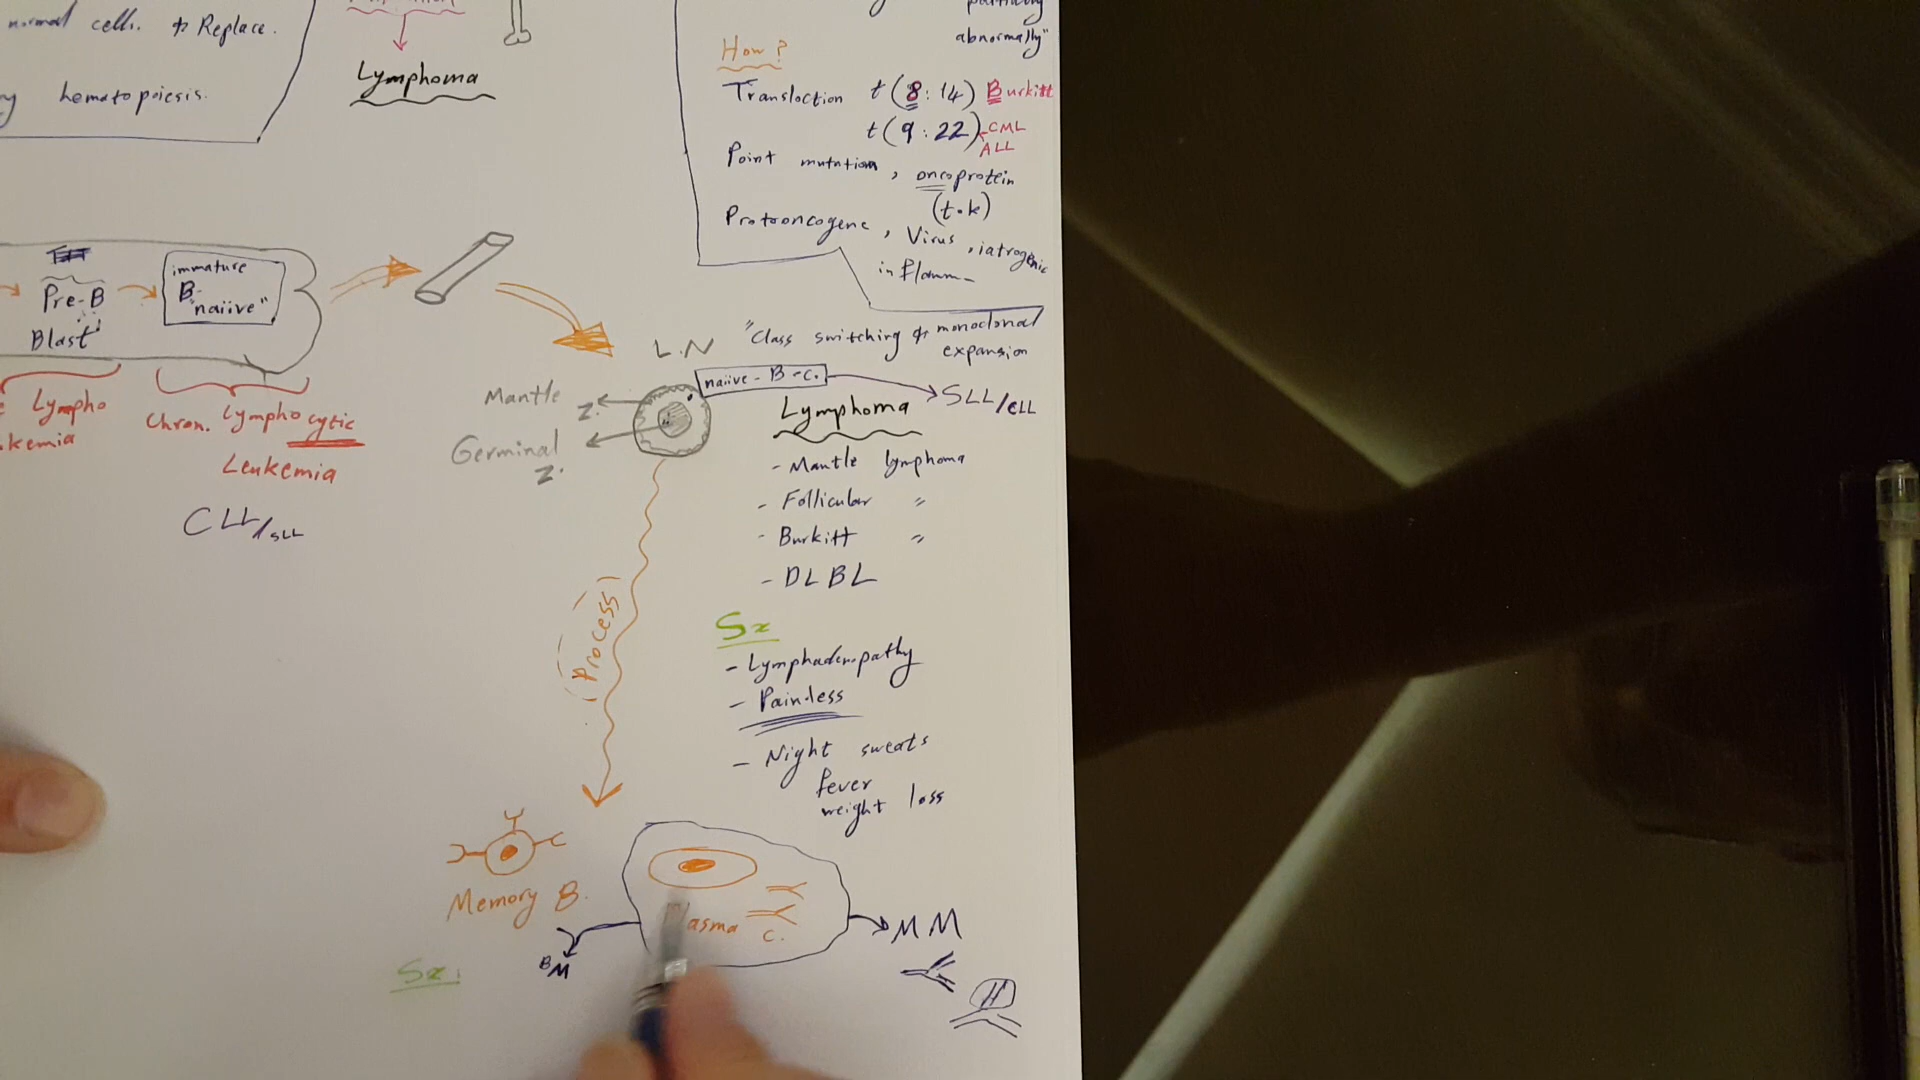 normal cells. & Replace.
hematopoiesis.
Lymphoma
abnormally"
How?
Transloction t(8:14) Burkitt
t(9:22) CML
ALL
Point mutation, oncoprotein
(t.k)
Protooncogene, Virus, iatrogenic
inflamm-
Pre-B
Blast
immature
B-
"naiive"
Lympho
kemia
Chron. Lymphocytic
Leukemia
CLL/SLL
L.N
"Class switching & monoclonal
expansion
naiive-B-c.
SLL/CLL
Mantle
Z.
Germinal
Z.
Lymphoma
- Mantle lymphoma
- Follicular "
- Burkitt "
- DLBL
Process
Sx
- Lymphadenopathy
- Painless
- Night sweats
fever
weight loss
Memory B.
asma c.
BM
MM
Sx:
H